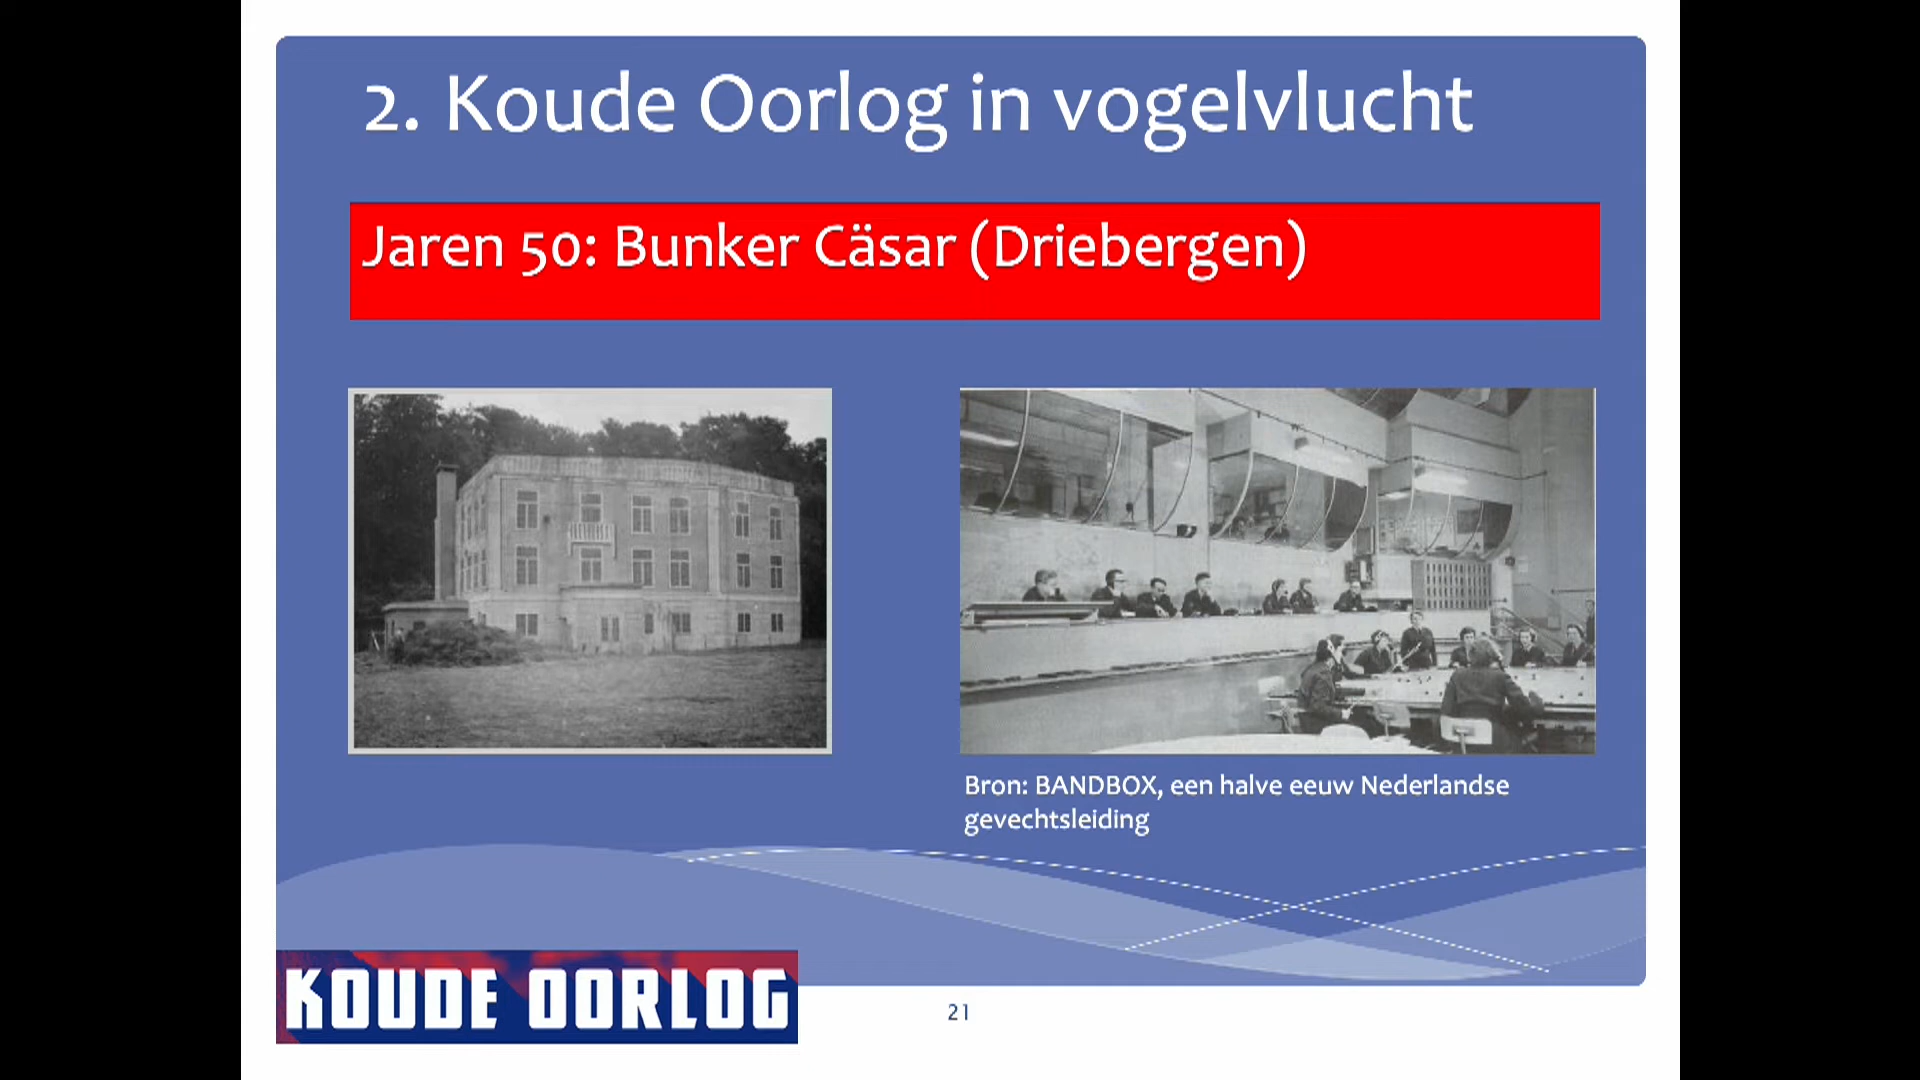 2. Koude Oorlog in vogelvlucht
Jaren 50: Bunker Cäsar (Driebergen)
Bron: BANDBOX, een halve eeuw Nederlandse
gevechtsleiding
KOUDE OORLOG
21